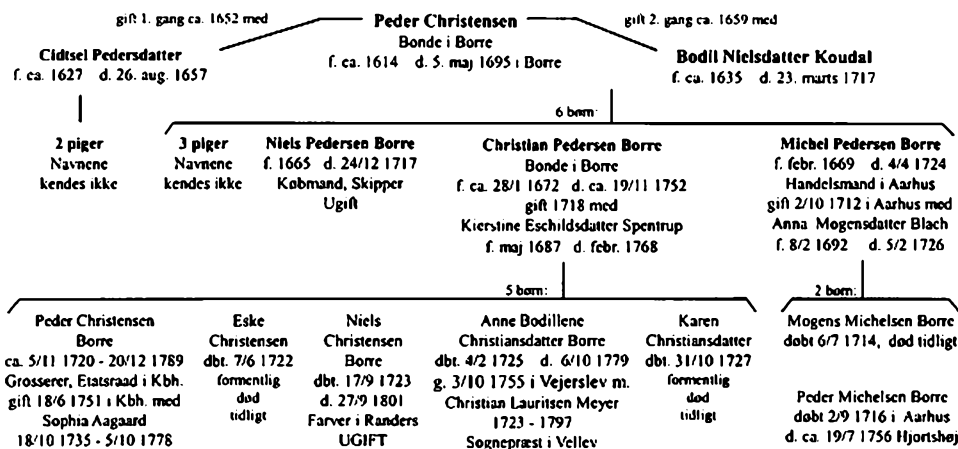 gift 1. gang ca. 1652 med
Peder Christensen
Bonde i Borre
f. ca. 1614 d. 5. maj 1695 i Borre
gift 2. gang ca. 1659 med
Cidtsel Pedersdatter
f. ca. 1627 d. 26. aug. 1657
Bodil Nielsdatter Koudal
f. ca. 1635 d. 23. marts 1717
6 børn:
2 piger
Navnene
kendes ikke
3 piger
Navnene
kendes ikke
Niels Pedersen Borre
f. 1665 d. 24/12 1717
Købmand, Skipper
Ugift
Christian Pedersen Borre
Bonde i Borre
f. ca 28/1 1672 d. ca. 19/11 1752
gift 1718 med
Kierstine Eschildsdatter Spentrup
f. maj 1687 d. febr. 1768
Michel Pedersen Borre
f. febr. 1669 d. 4/4 1724
Handelsmand i Aarhus
gift 2/10 1712 i Aarhus med
Anna Mogensdatter Blach
f. 8/2 1692 d. 5/2 1726
5 børn:
2 børn:
Peder Christensen
Borre
ca. 5/11 1720 - 20/12 1789
Grosserer, Etatsraad i Kbh.
gift 18/6 1751 i Kbh. med
Sophia Aagaard
18/10 1735 - 5/10 1778
Eske
Christensen
dbt. 7/6 1722
formentlig
død
tidligt
Niels
Christensen
Borre
dbt. 17/9 1723
d. 27/9 1801
Farver i Randers
UGIFT
Anne Bodillene
Christiansdatter Borre
dbt. 4/2 1725 d. 6/10 1779
g. 3/10 1755 i Vejerslev m.
Christian Lauritsen Meyer
1723 - 1797
Sognepræst i Vellev
Karen
Christiansdatter
dbt. 31/10 1727
formentlig
død
tidligt
Mogens Michelsen Borre
døbt 6/7 1714, død tidligt
Peder Michelsen Borre
døbt 2/9 1716 i Aarhus
d. ca. 19/7 1756 Hjortshøj